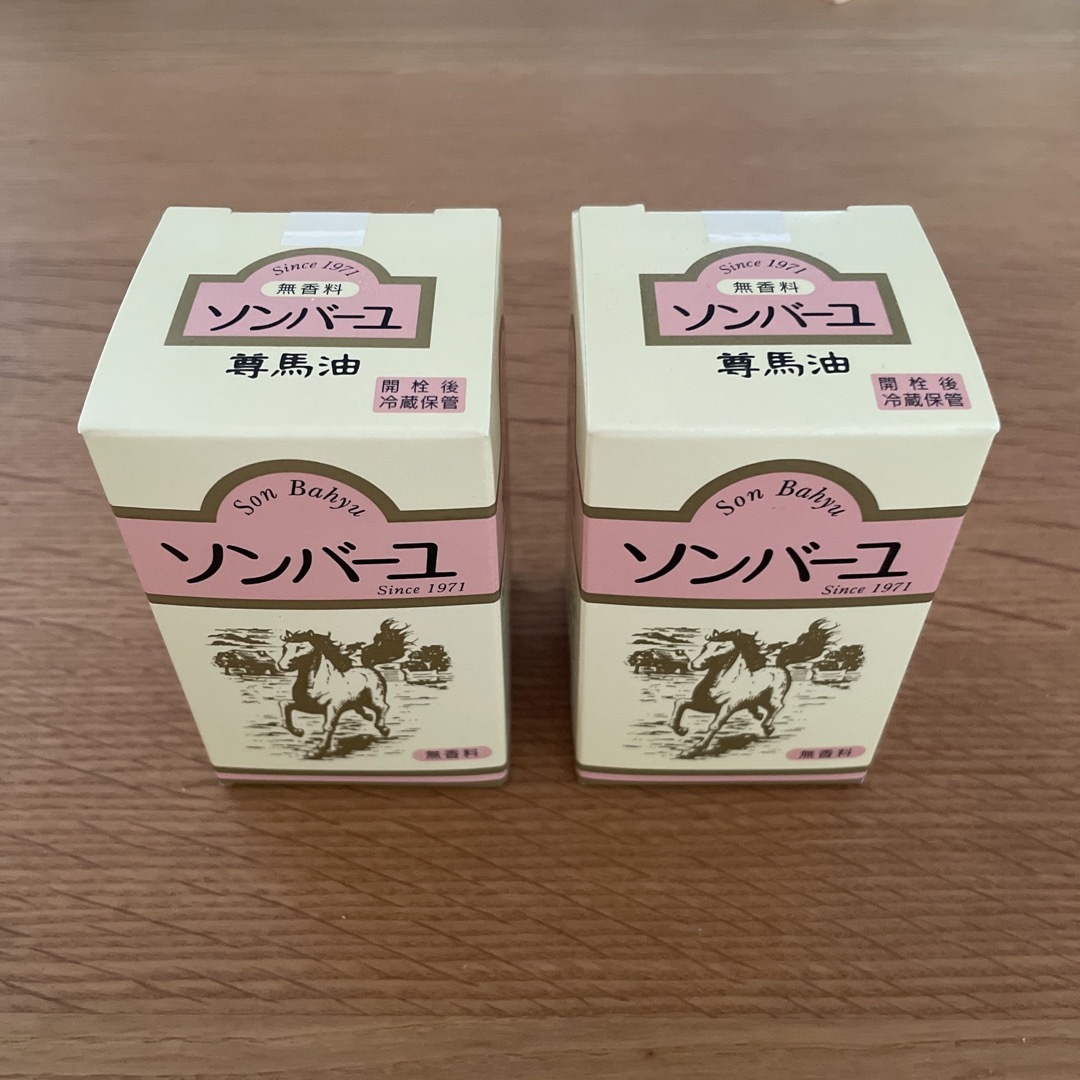 Since 1971
無香料
ソンバーユ
尊馬油
開栓後
冷蔵保管
Son Bahyu
ソンバーユ
Since 1971
無香料
Since 1971
無香料
ソンバーユ
尊馬油
開栓後
冷蔵保管
Son Bahyu
ソンバーユ
Since 1971
無香料